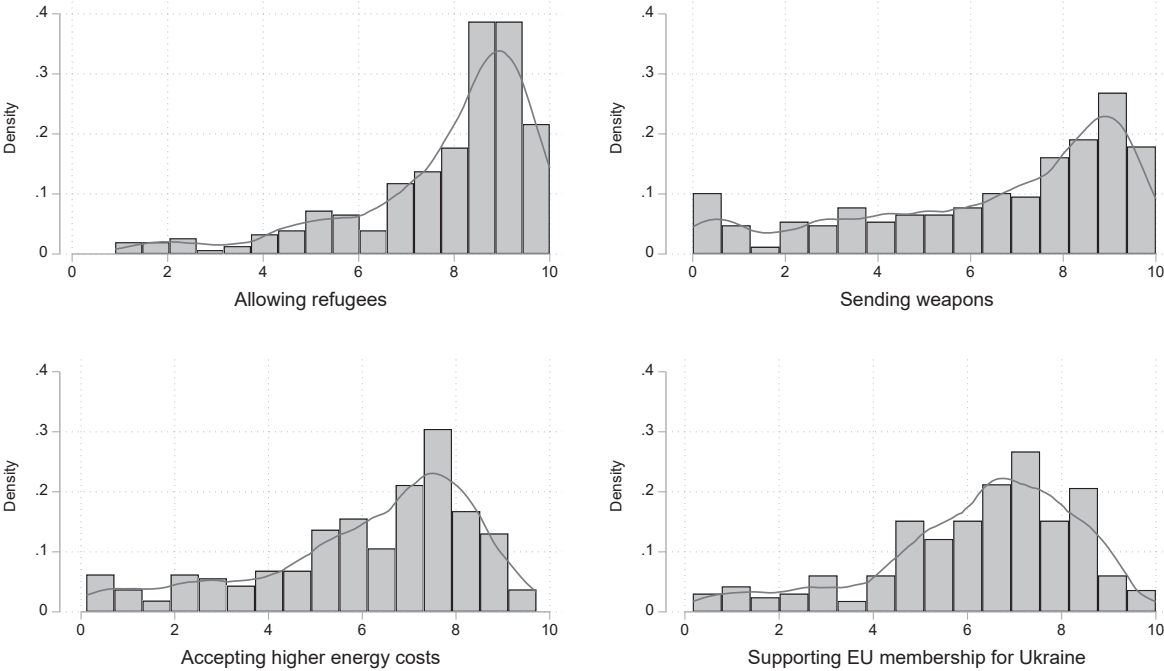 .4
.3
.2
.1
0
Density
0 2 4 6 8 10
Allowing refugees
.4
.3
.2
.1
0
Density
0 2 4 6 8 10
Sending weapons
.4
.3
.2
.1
0
Density
0 2 4 6 8 10
Accepting higher energy costs
.4
.3
.2
.1
0
Density
0 2 4 6 8 10
Supporting EU membership for Ukraine